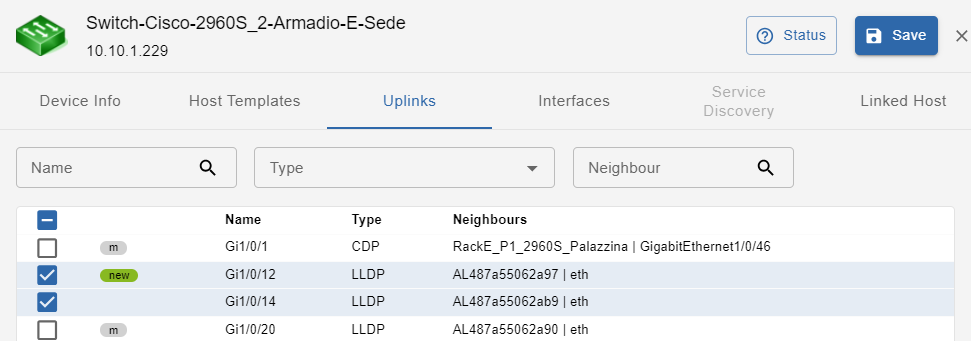 Switch-Cisco-2960S_2-Armadio-E-Sede
10.10.1.229
Status
Save
Device Info
Host Templates
Uplinks
Interfaces
Service
Discovery
Linked Host
Name
Type
Neighbour
Name Type Neighbours
m Gi1/0/1 CDP RackE_P1_2960S_Palazzina | GigabitEthernet1/0/46
new Gi1/0/12 LLDP AL487a55062a97 | eth
Gi1/0/14 LLDP AL487a55062ab9 | eth
m Gi1/0/20 LLDP AL487a55062a90 | eth